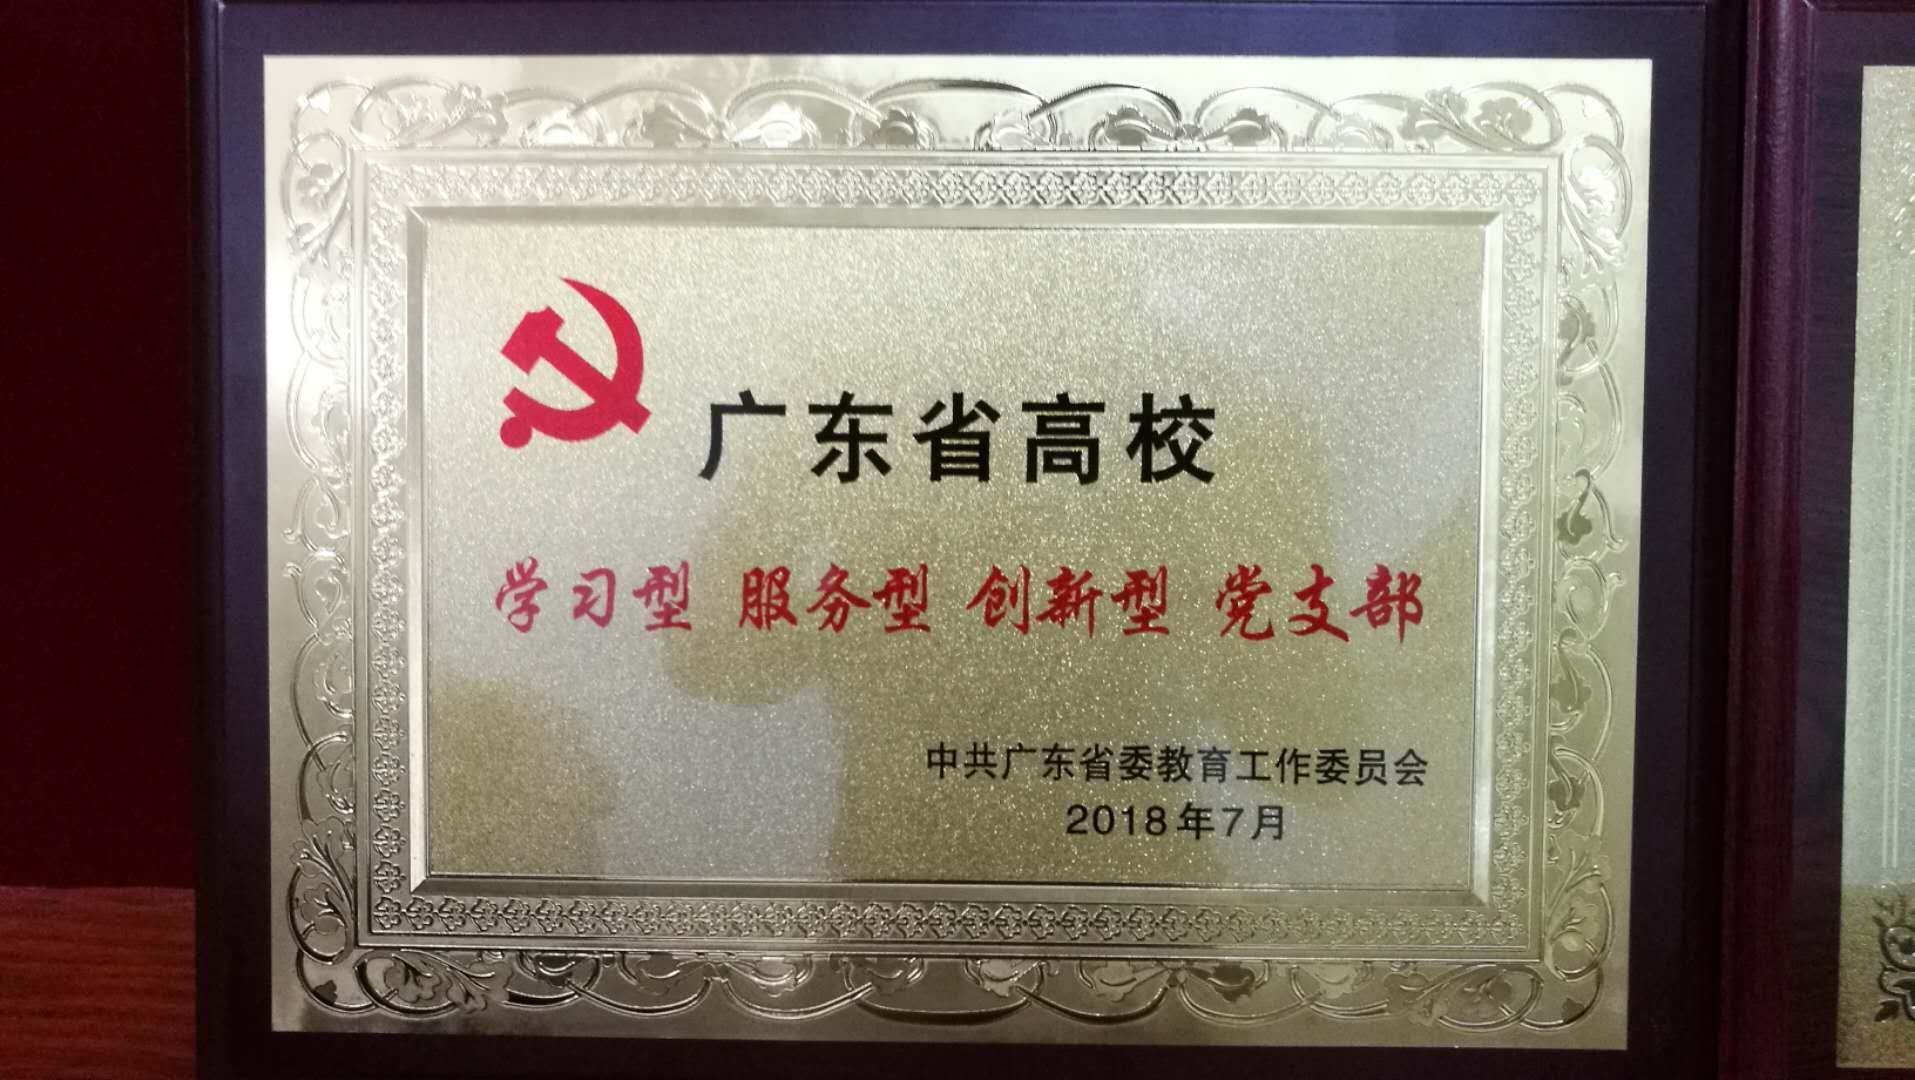 广东省高校
学习型 服务型 创新型 党支部
中共广东省委教育工作委员会
2018年7月